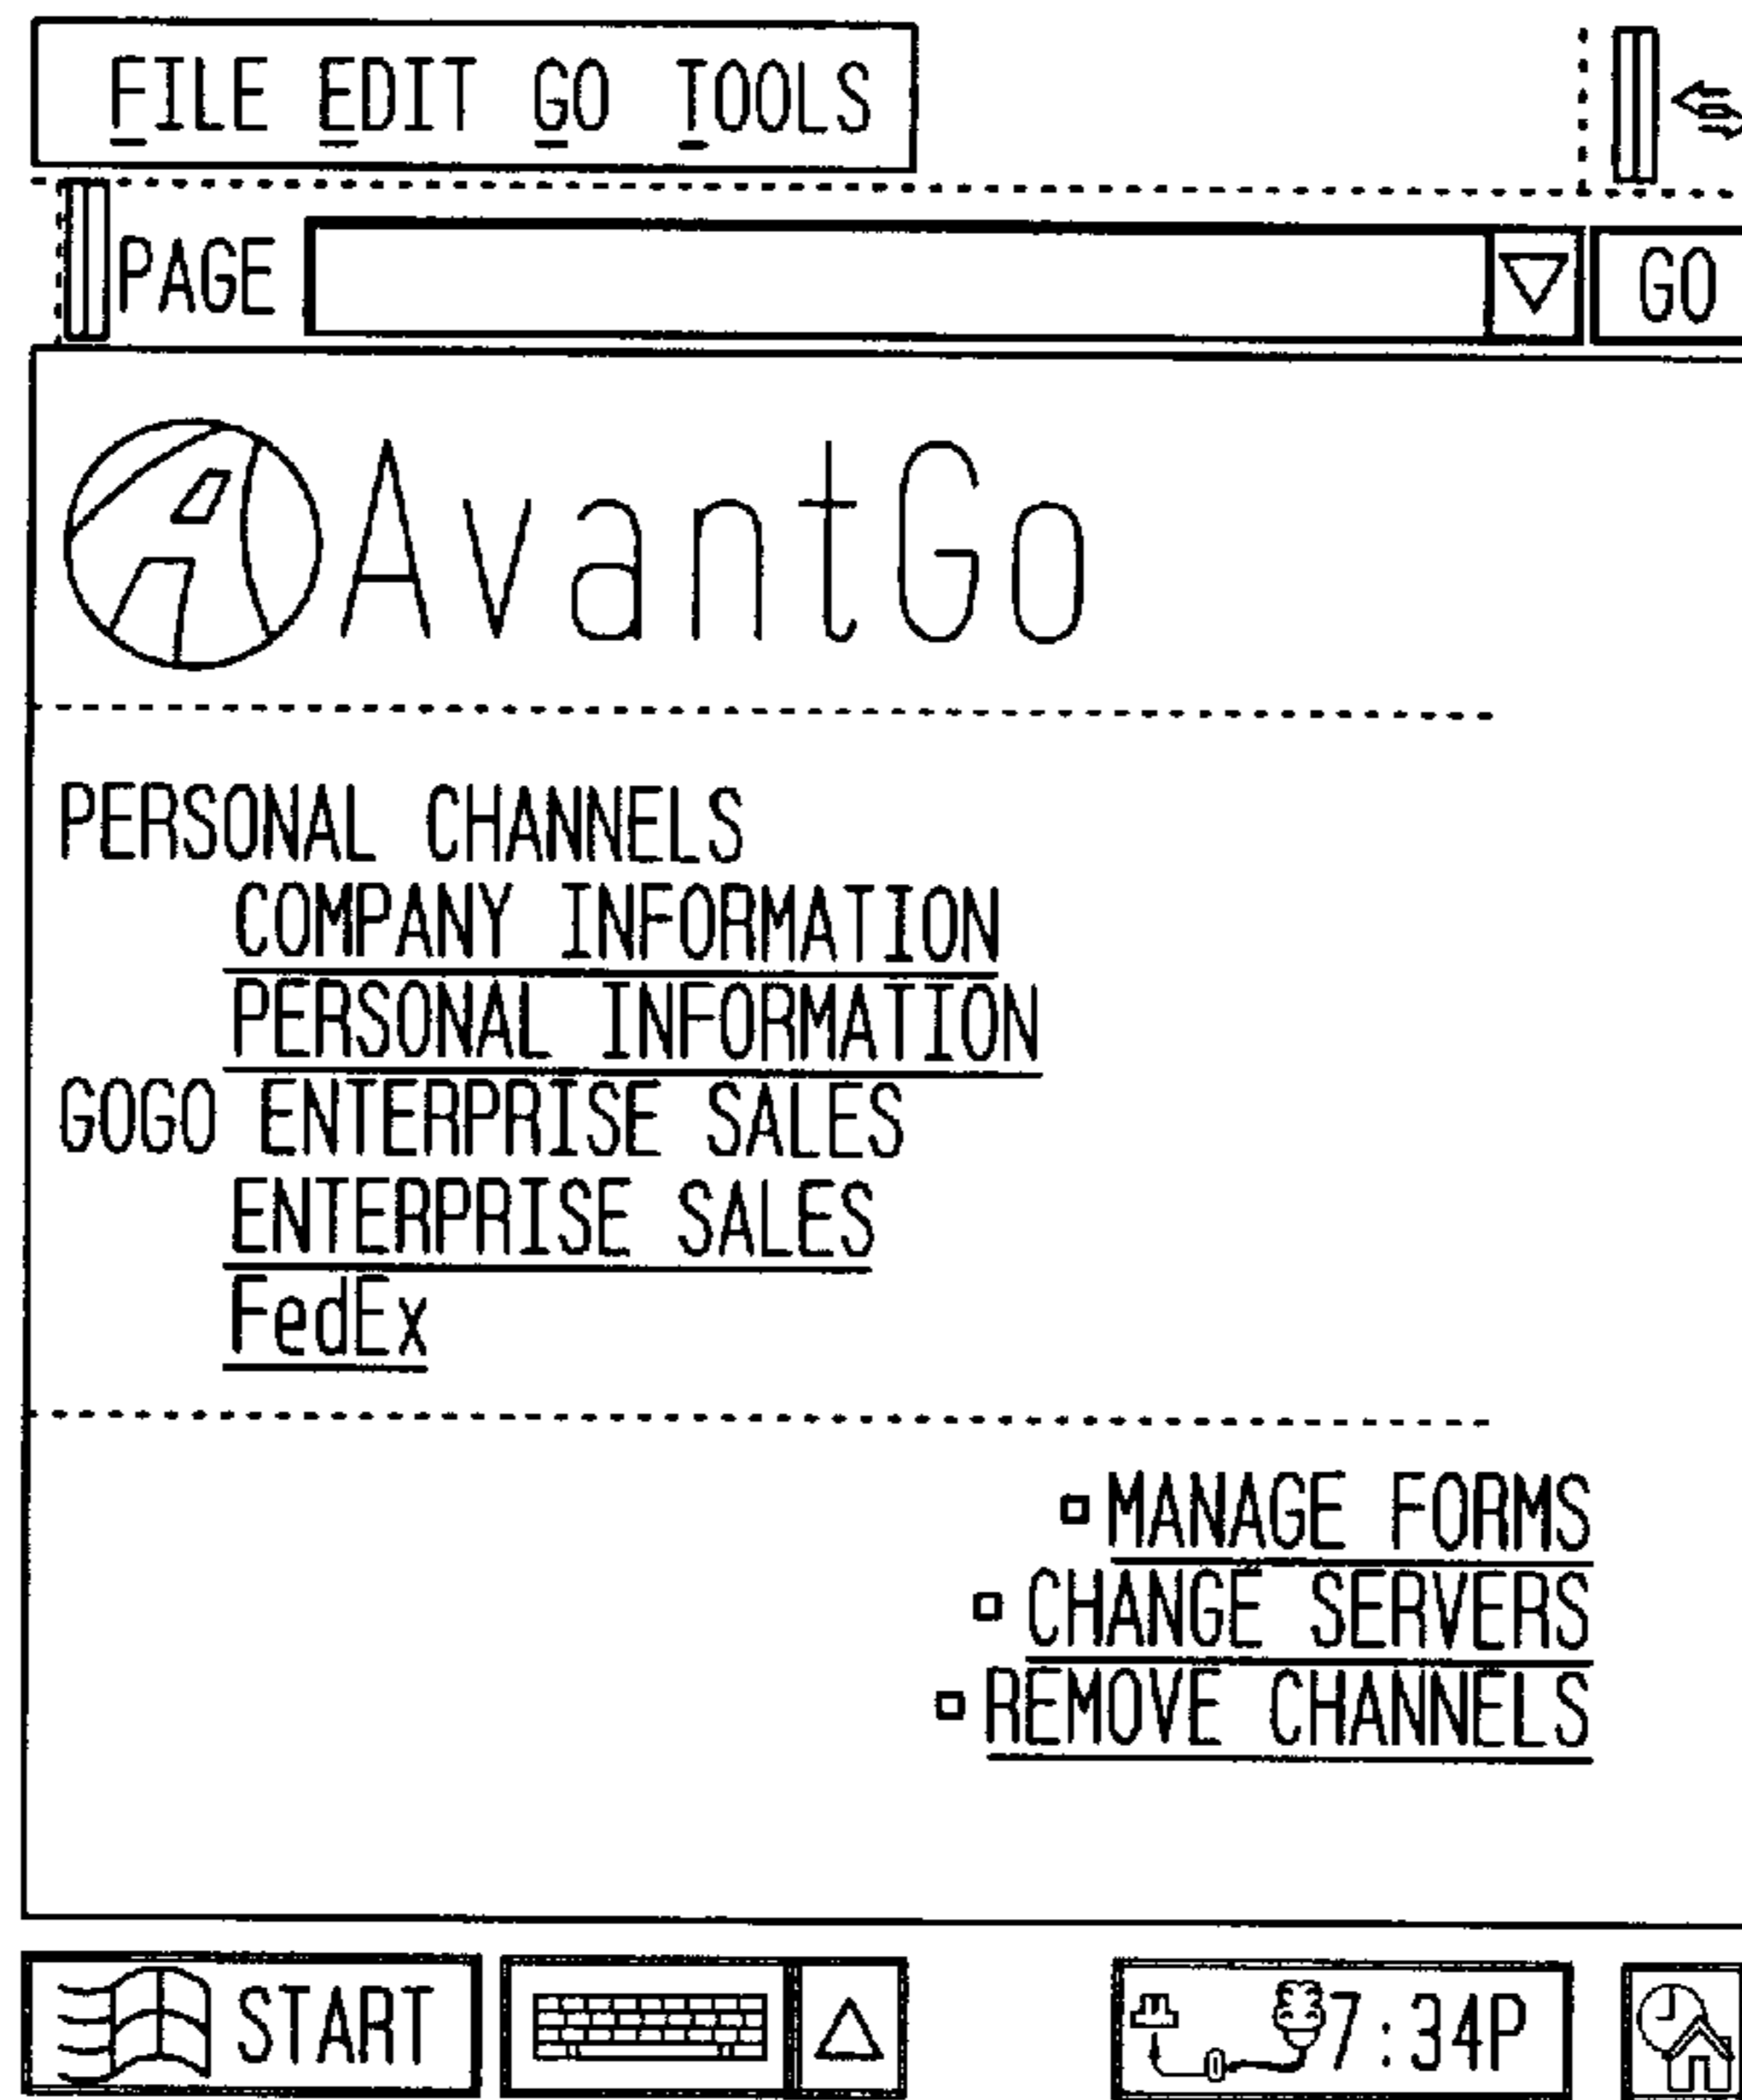 FILE EDIT GO TOOLS
PAGE GO
AvantGo
PERSONAL CHANNELS
COMPANY INFORMATION
PERSONAL INFORMATION
GOGO ENTERPRISE SALES
ENTERPRISE SALES
FedEx
MANAGE FORMS
CHANGE SERVERS
REMOVE CHANNELS
START 7:34P